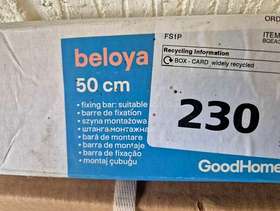 beloya
50 cm
• fixing bar: suitable
• barre de fixation
• szyna montażowa
• штанга монтажна
• bară de montare
• barra de montaje
• barra de fixação
• montaj çubuğu
FS1P
ORD
ITEM
Recycling Information
BOX - CARD widely recycled
230
GoodHome